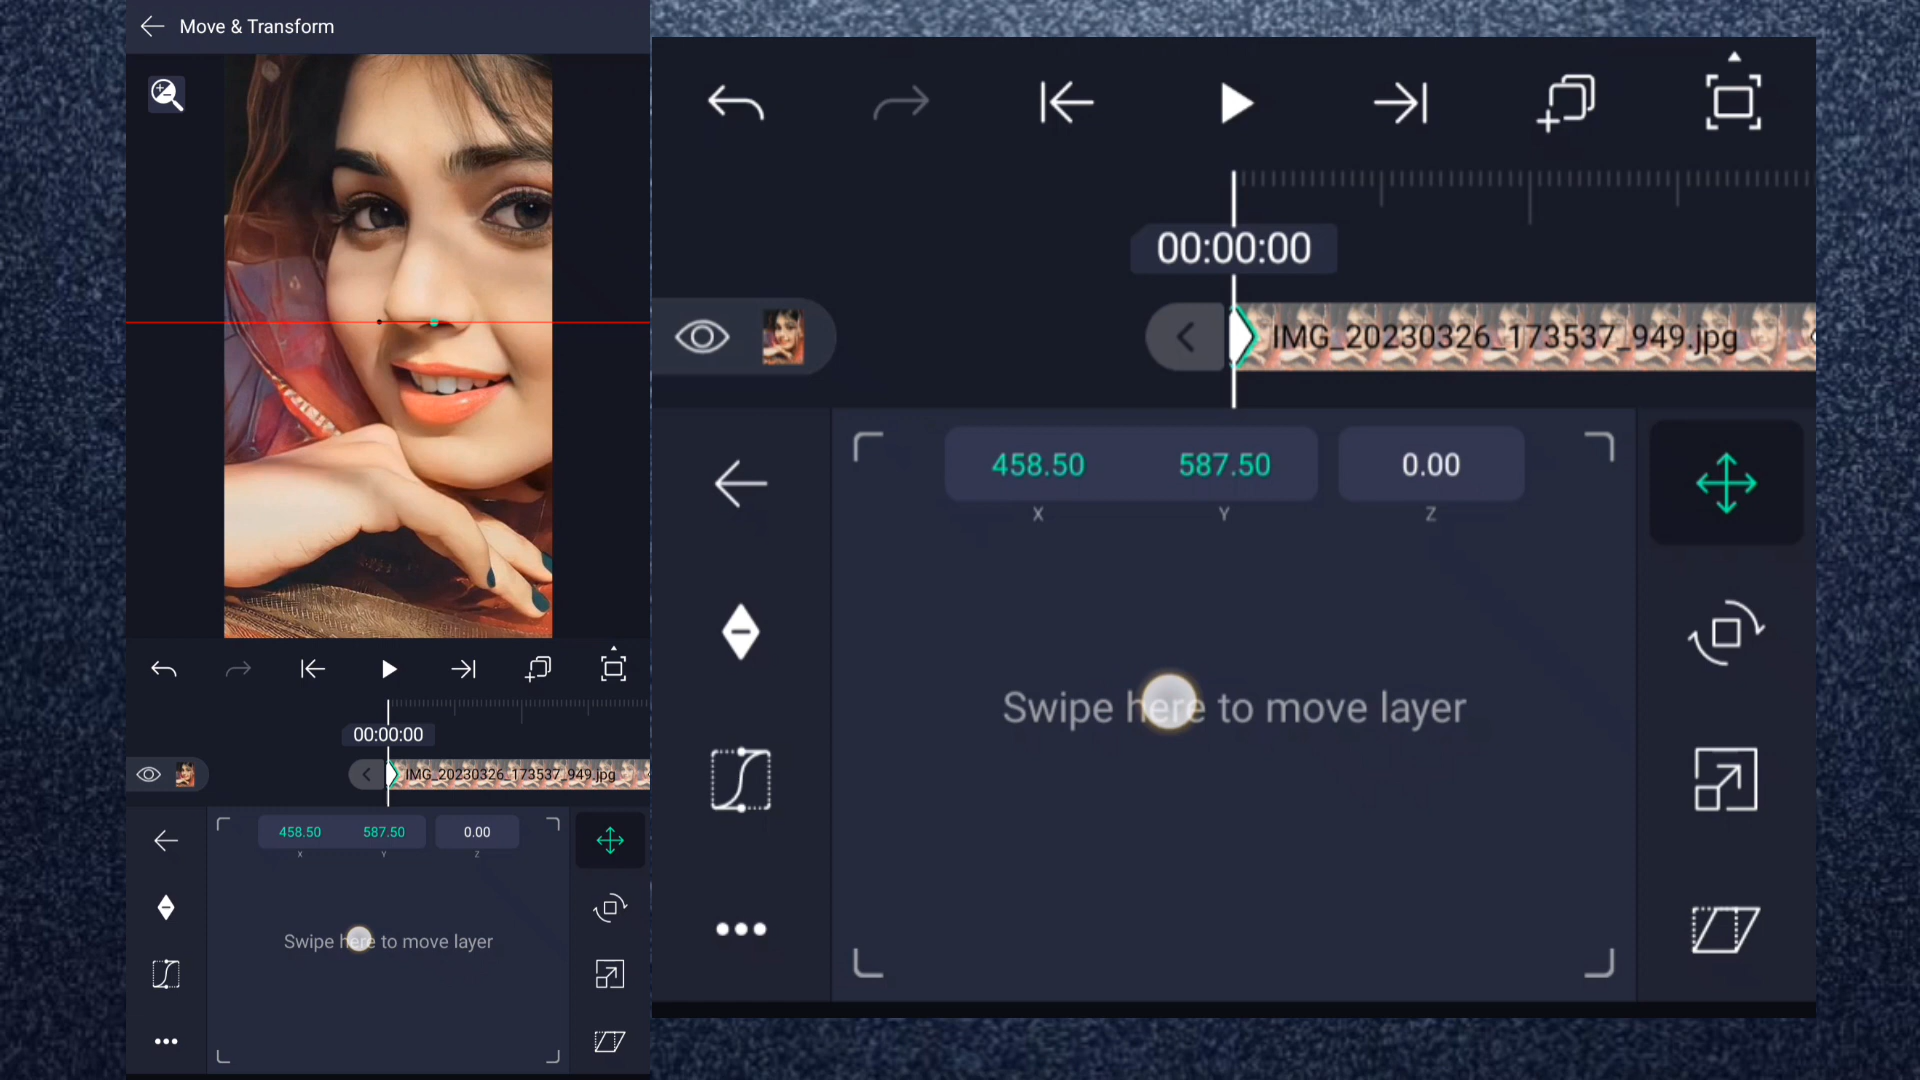 Move & Transform
00:00:00
IMG_20230326_173537_949.jpg
458.50 587.50 0.00
X Y Z
Swipe here to move layer
00:00:00
IMG_20230326_173537_949.jpg
458.50 587.50 0.00
X Y Z
Swipe here to move layer